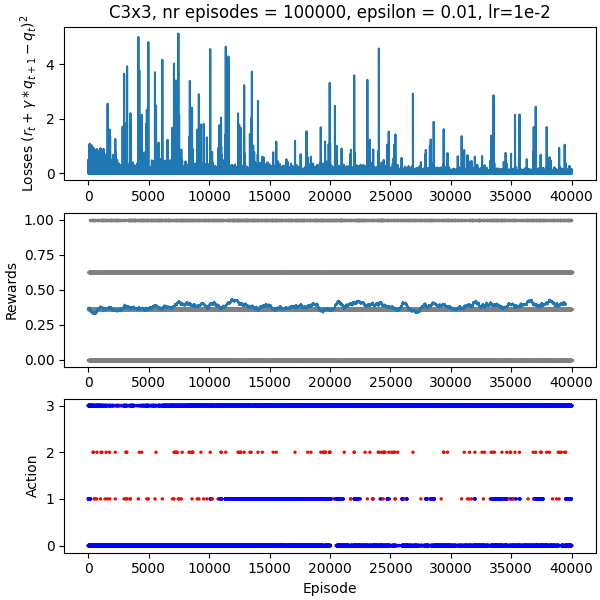 C3x3, nr episodes = 100000, epsilon = 0.01, lr=1e-2
Losses $(r_t + \gamma * q_{t+1} - q_t)^2$
4
2
0
0 5000 10000 15000 20000 25000 30000 35000 40000
Rewards
1.00
0.75
0.50
0.25
0.00
0 5000 10000 15000 20000 25000 30000 35000 40000
Action
3
2
1
0
0 5000 10000 15000 20000 25000 30000 35000 40000
Episode